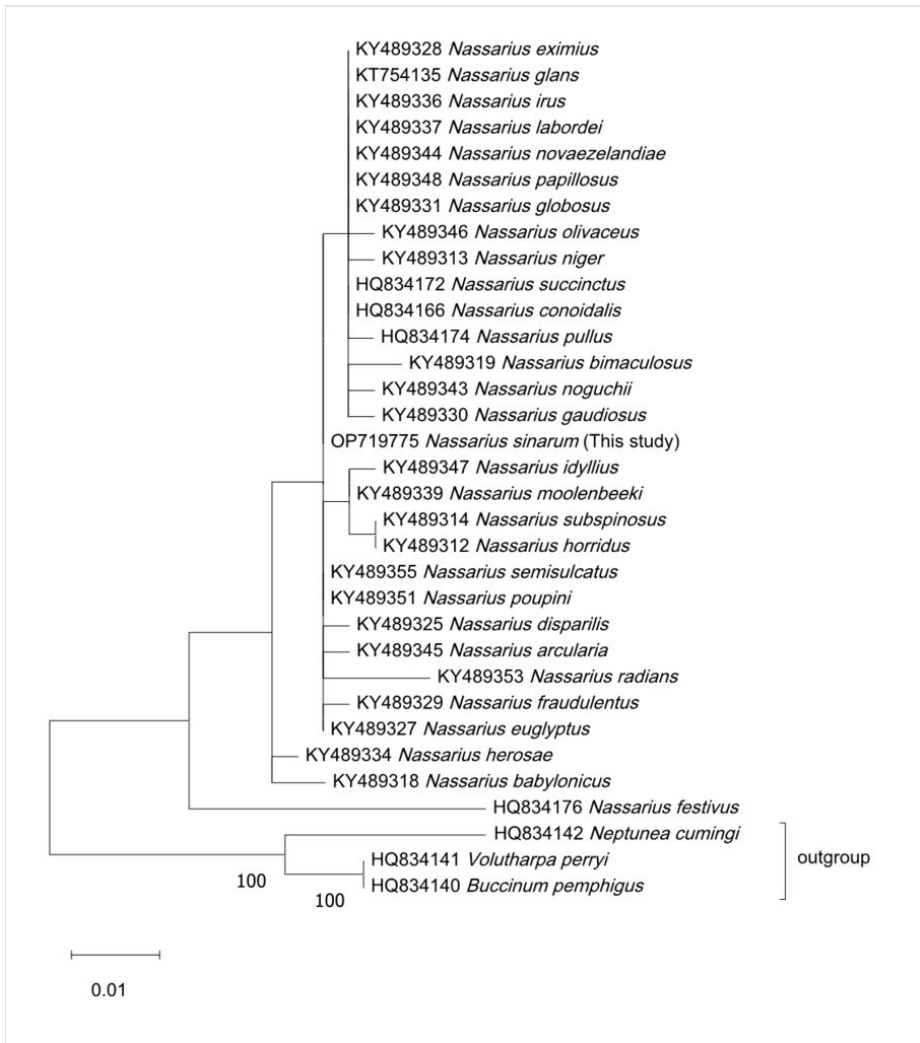 KY489328 Nassarius eximius
KT754135 Nassarius glans
KY489336 Nassarius irus
KY489337 Nassarius labordei
KY489344 Nassarius novaezelandiae
KY489348 Nassarius papillosus
KY489331 Nassarius globosus
KY489346 Nassarius olivaceus
KY489313 Nassarius niger
HQ834172 Nassarius succinctus
HQ834166 Nassarius conoidalis
HQ834174 Nassarius pullus
KY489319 Nassarius bimaculosus
KY489343 Nassarius noguchii
KY489330 Nassarius gaudiosus
OP719775 Nassarius sinarum (This study)
KY489347 Nassarius idyllius
KY489339 Nassarius moolenbeeki
KY489314 Nassarius subspinosus
KY489312 Nassarius horridus
KY489355 Nassarius semisulcatus
KY489351 Nassarius poupini
KY489325 Nassarius disparilis
KY489345 Nassarius arcularia
KY489353 Nassarius radians
KY489329 Nassarius fraudulentus
KY489327 Nassarius euglyptus
KY489334 Nassarius herosae
KY489318 Nassarius babylonicus
HQ834176 Nassarius festivus
HQ834142 Neptunea cumingi
HQ834141 Volutharpa perryi
outgroup
HQ834140 Buccinum pemphigus
100
100
0.01